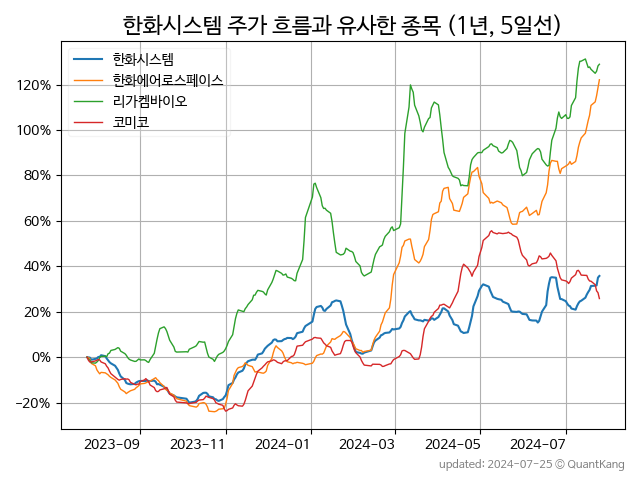 한화시스템 주가 흐름과 유사한 종목 (1년, 5일선)
한화시스템
한화에어로스페이스
리가켐바이오
코미코
120%
100%
80%
60%
40%
20%
0%
−20%
2023-09 2023-11 2024-01 2024-03 2024-05 2024-07
updated: 2024-07-25 © QuantKang